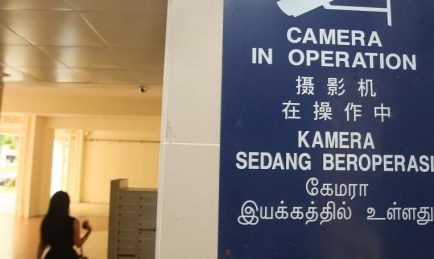 CAMERA
IN OPERATION
摄影机
在操作中
KAMERA
SEDANG BEROPERASI
கேமரா
இயக்கத்தில் உள்ளது